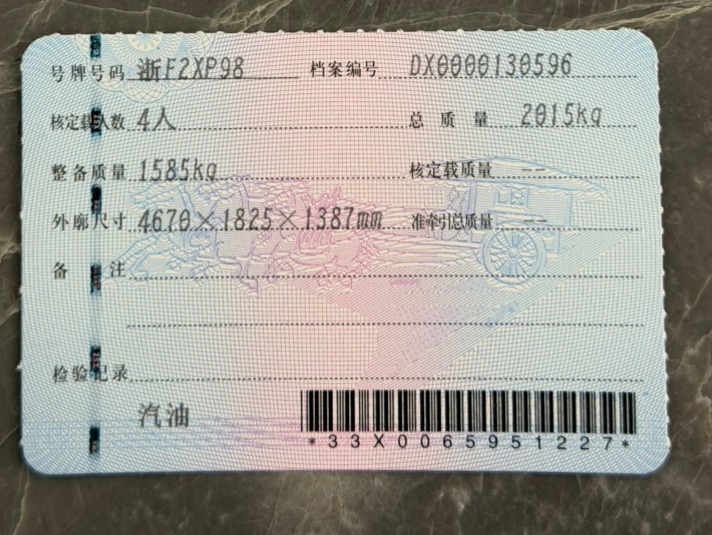 号牌号码 浙F2XP98 档案编号 DX0000130596
核定载人数 4人 总质量 2015kg
整备质量 1585kg 核定载质量 --
外廓尺寸 4670×1825×1387mm 准牵引总质量 --
备注
检验记录
汽油
*33X0065951227*